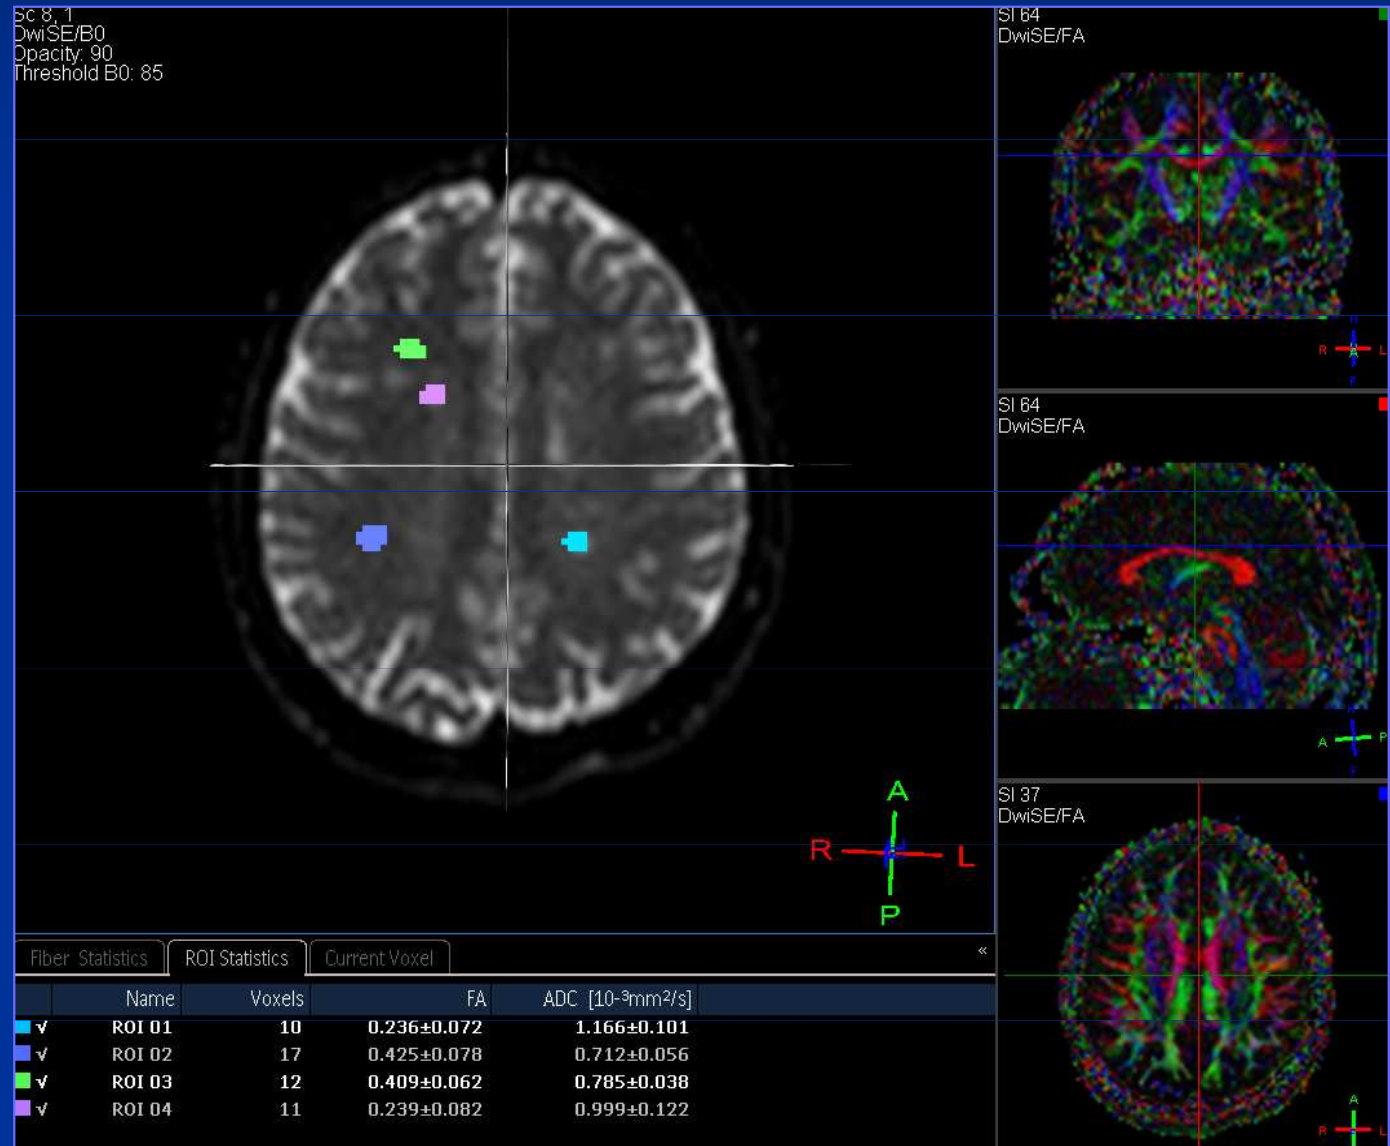 Sc 8, 1
DwiSE/B0
Opacity: 90
Threshold B0: 85
A
R L
P
SI 64
DwiSE/FA
R A L
F
SI 64
DwiSE/FA
A P
F
SI 37
DwiSE/FA
A
R L
Fiber Statistics ROI Statistics Current Voxel «
Name Voxels FA ADC [10-³mm²/s]
√ ROI 01 10 0.236±0.072 1.166±0.101
√ ROI 02 17 0.425±0.078 0.712±0.056
√ ROI 03 12 0.409±0.062 0.785±0.038
√ ROI 04 11 0.239±0.082 0.999±0.122